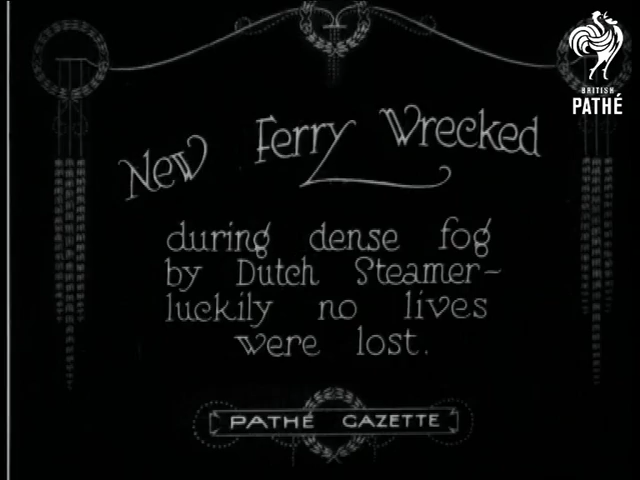 BRITISH
PATHÉ
New Ferry Wrecked
during dense fog
by Dutch Steamer-
luckily no lives
were lost.
PATHÉ GAZETTE